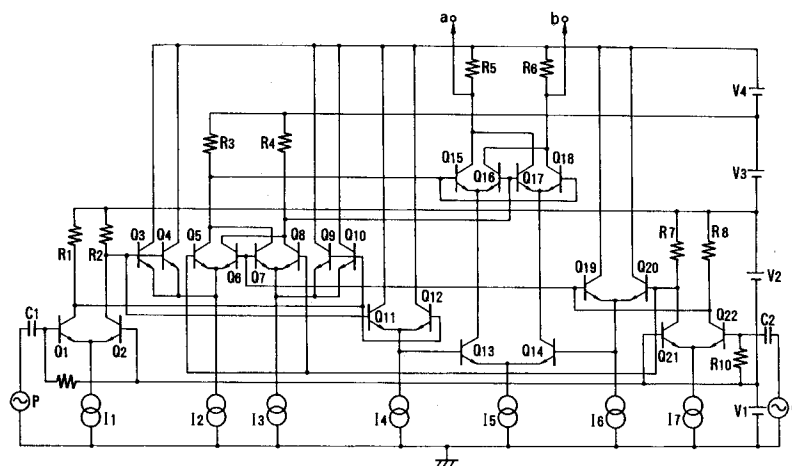 a b
R5 R6
V4
R3 R4
Q15 Q16 Q17 Q18
V3
R1 R2 Q3 Q4 Q5 Q6 Q7 Q8 Q9 Q10
R7 R8
Q19 Q20
V2
Q11 Q12
C1 Q1 Q2
Q13 Q14
Q21 Q22 C2
R10
P
I1 I2 I3 I4 I5 I6 I7
V1